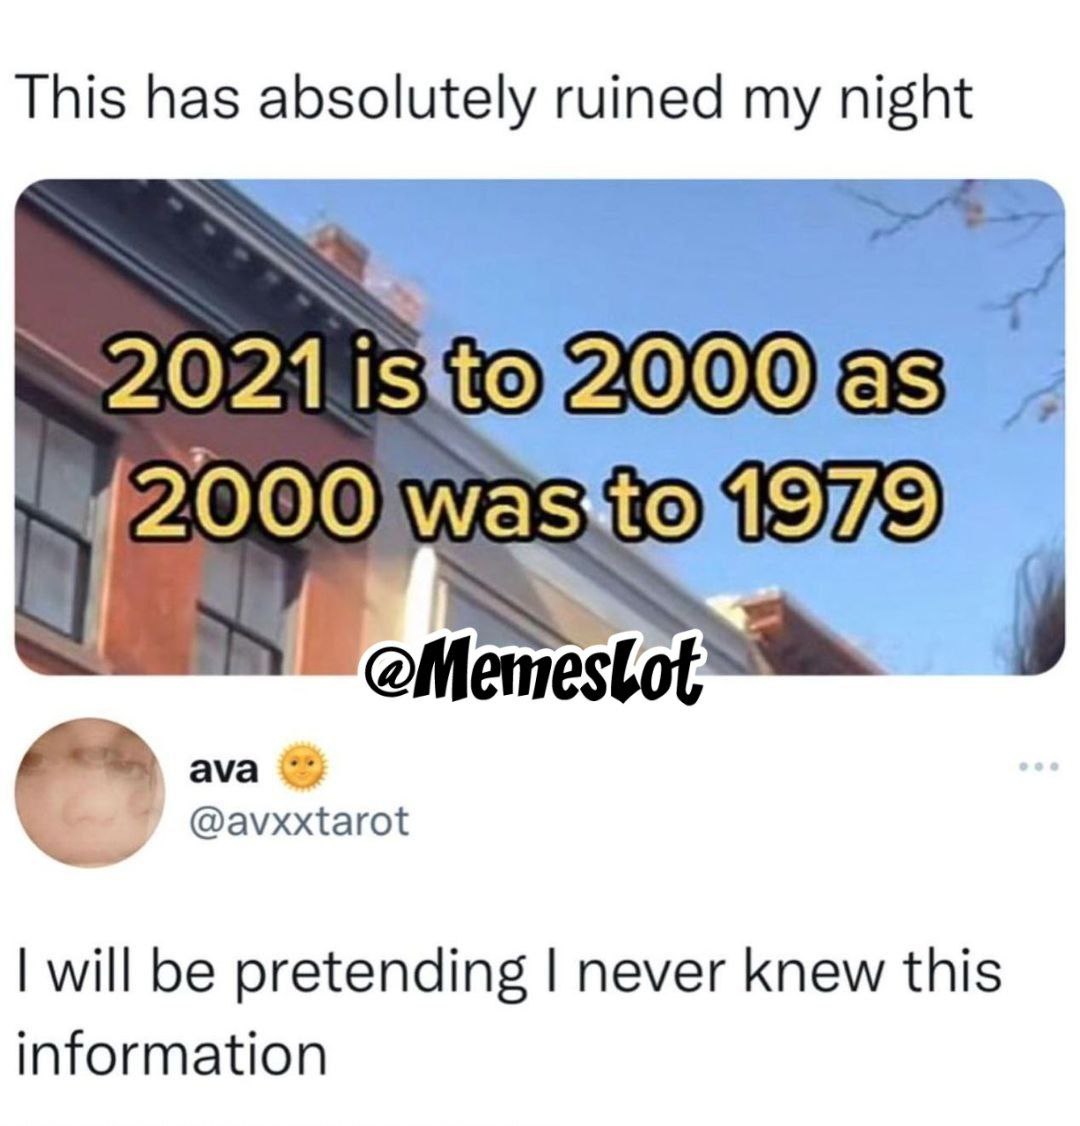 This has absolutely ruined my night
2021 is to 2000 as
2000 was to 1979
@MemesLot
ava 🌞
@avxxtarot
I will be pretending I never knew this
information